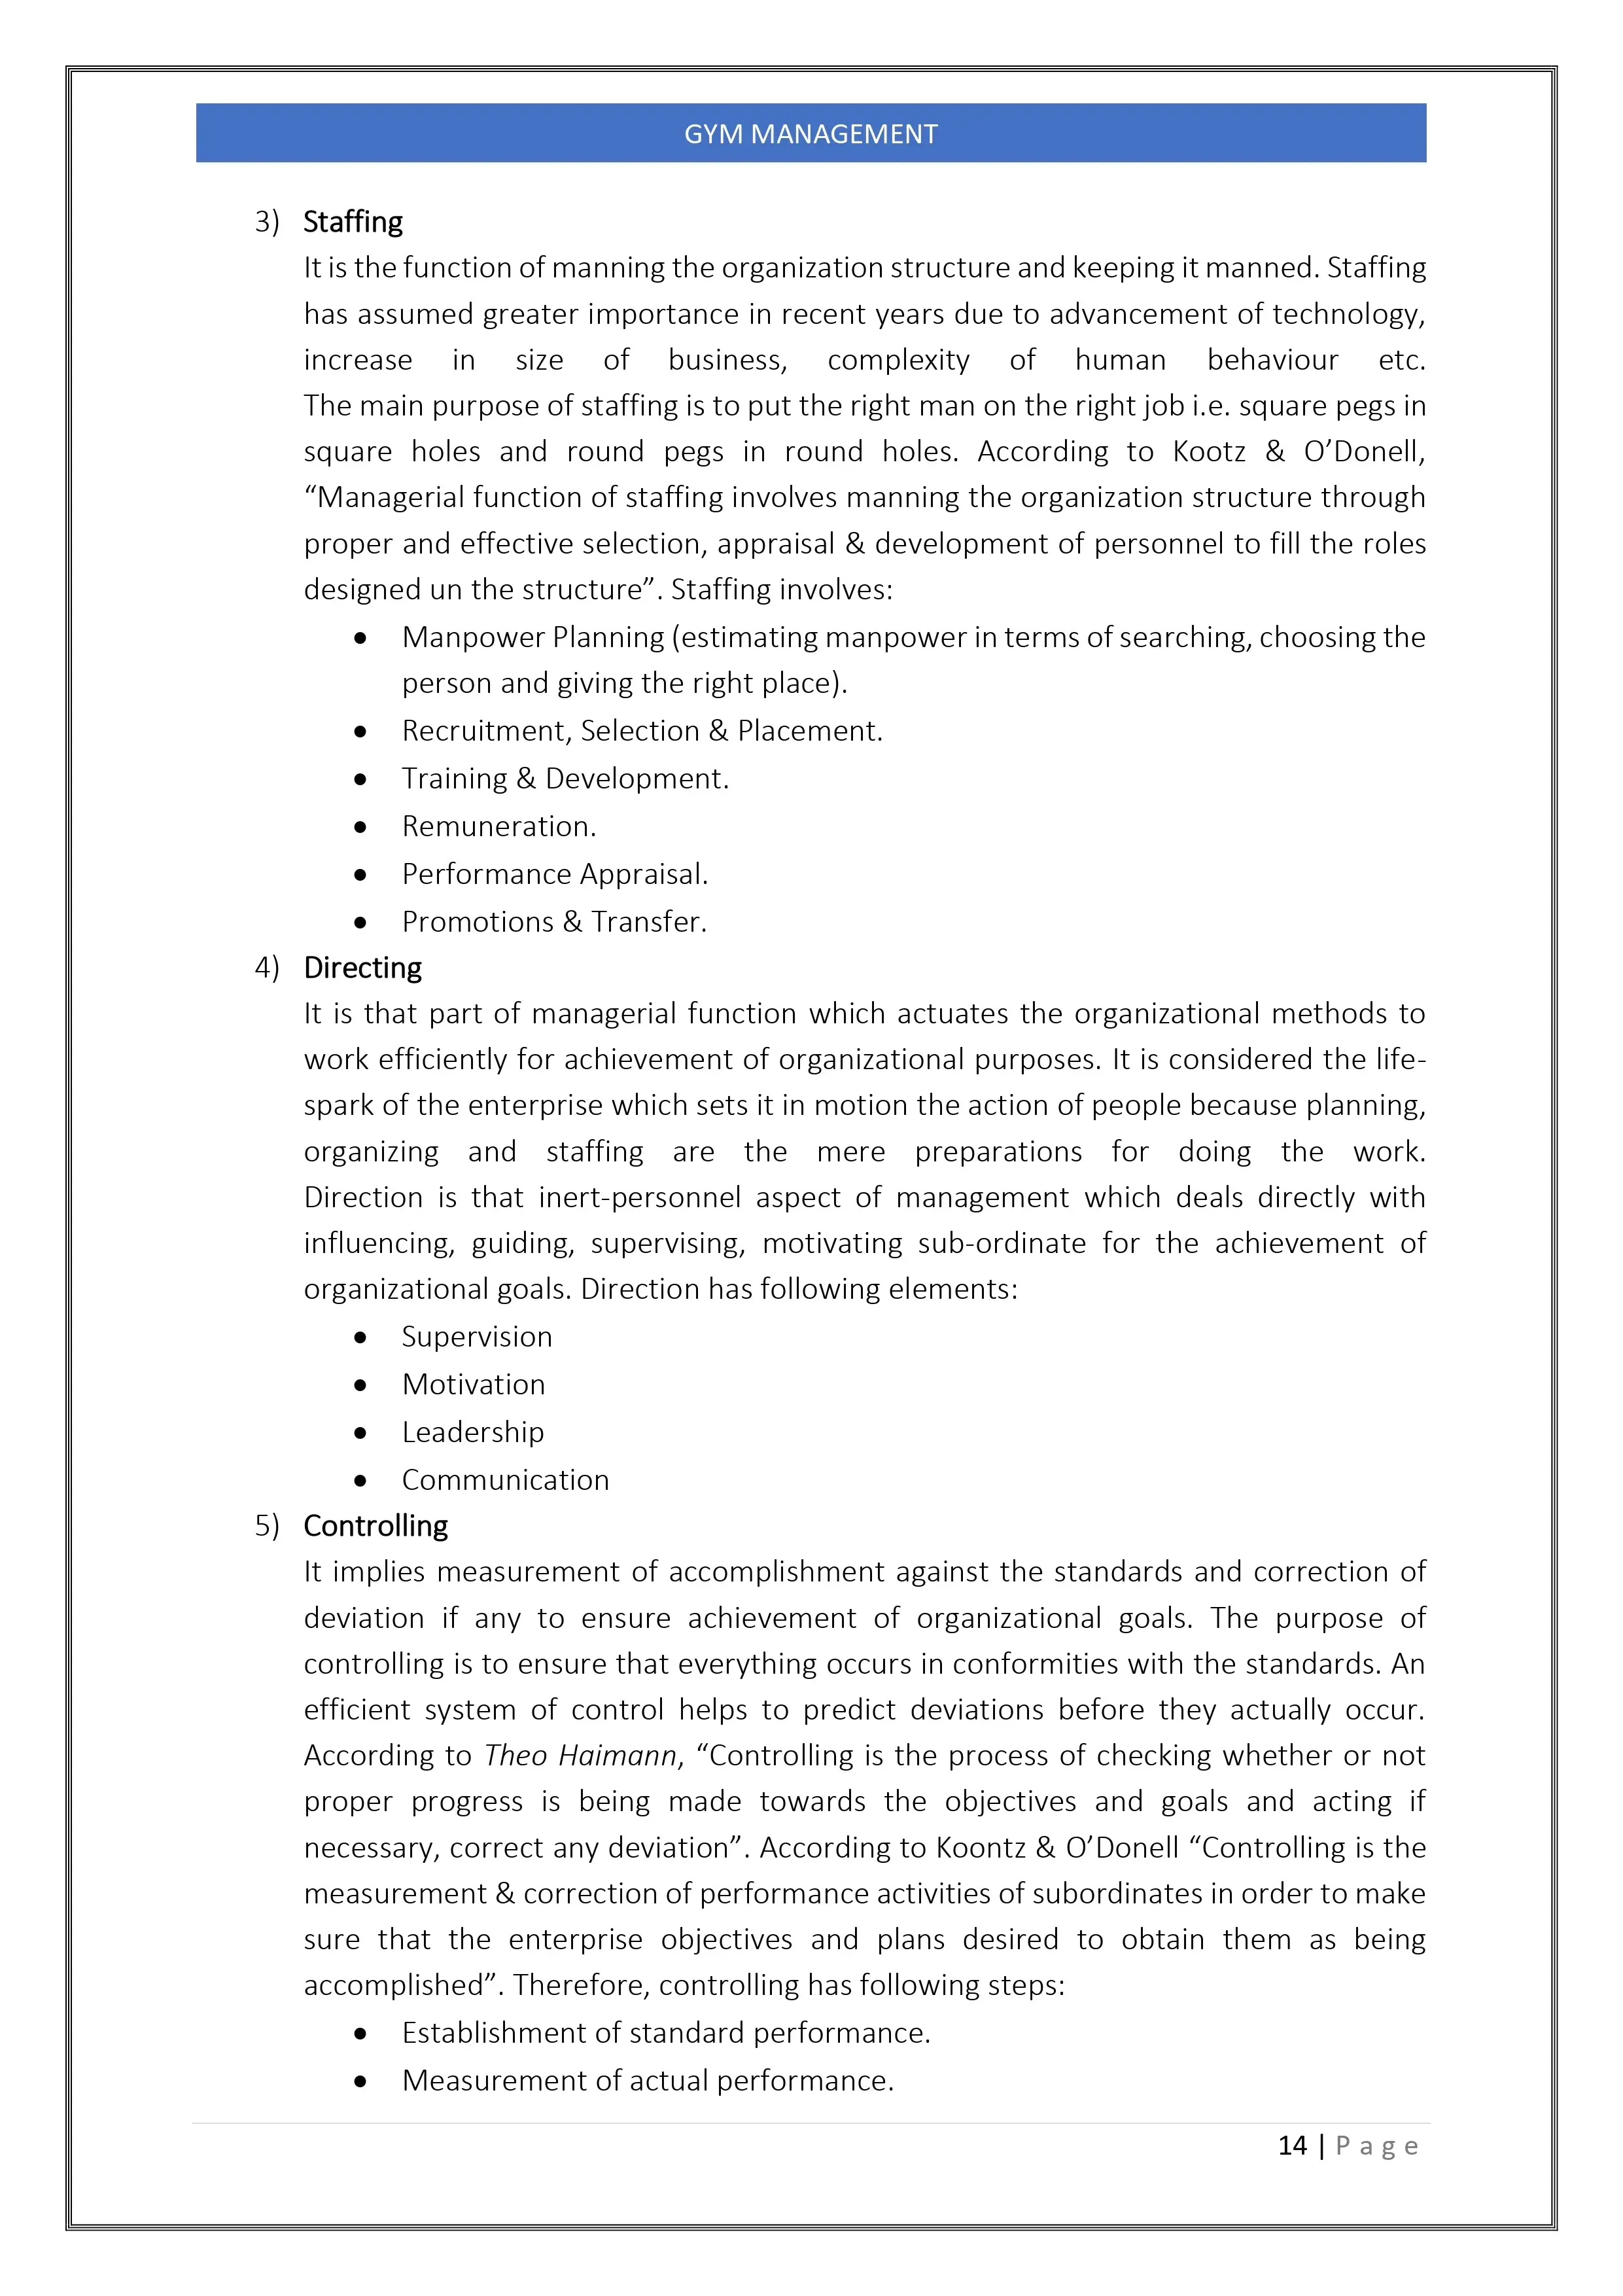 GYM MANAGEMENT
3) Staffing
It is the function of manning the organization structure and keeping it manned. Staffing
has assumed greater importance in recent years due to advancement of technology,
increase in size of business, complexity of human behaviour etc.
The main purpose of staffing is to put the right man on the right job i.e. square pegs in
square holes and round pegs in round holes. According to Kootz & O’Donell,
“Managerial function of staffing involves manning the organization structure through
proper and effective selection, appraisal & development of personnel to fill the roles
designed un the structure”. Staffing involves:
• Manpower Planning (estimating manpower in terms of searching, choosing the
person and giving the right place).
• Recruitment, Selection & Placement.
• Training & Development.
• Remuneration.
• Performance Appraisal.
• Promotions & Transfer.
4) Directing
It is that part of managerial function which actuates the organizational methods to
work efficiently for achievement of organizational purposes. It is considered the life-
spark of the enterprise which sets it in motion the action of people because planning,
organizing and staffing are the mere preparations for doing the work.
Direction is that inert-personnel aspect of management which deals directly with
influencing, guiding, supervising, motivating sub-ordinate for the achievement of
organizational goals. Direction has following elements:
• Supervision
• Motivation
• Leadership
• Communication
5) Controlling
It implies measurement of accomplishment against the standards and correction of
deviation if any to ensure achievement of organizational goals. The purpose of
controlling is to ensure that everything occurs in conformities with the standards. An
efficient system of control helps to predict deviations before they actually occur.
According to Theo Haimann, “Controlling is the process of checking whether or not
proper progress is being made towards the objectives and goals and acting if
necessary, correct any deviation”. According to Koontz & O’Donell “Controlling is the
measurement & correction of performance activities of subordinates in order to make
sure that the enterprise objectives and plans desired to obtain them as being
accomplished”. Therefore, controlling has following steps:
• Establishment of standard performance.
• Measurement of actual performance.
14 | Page